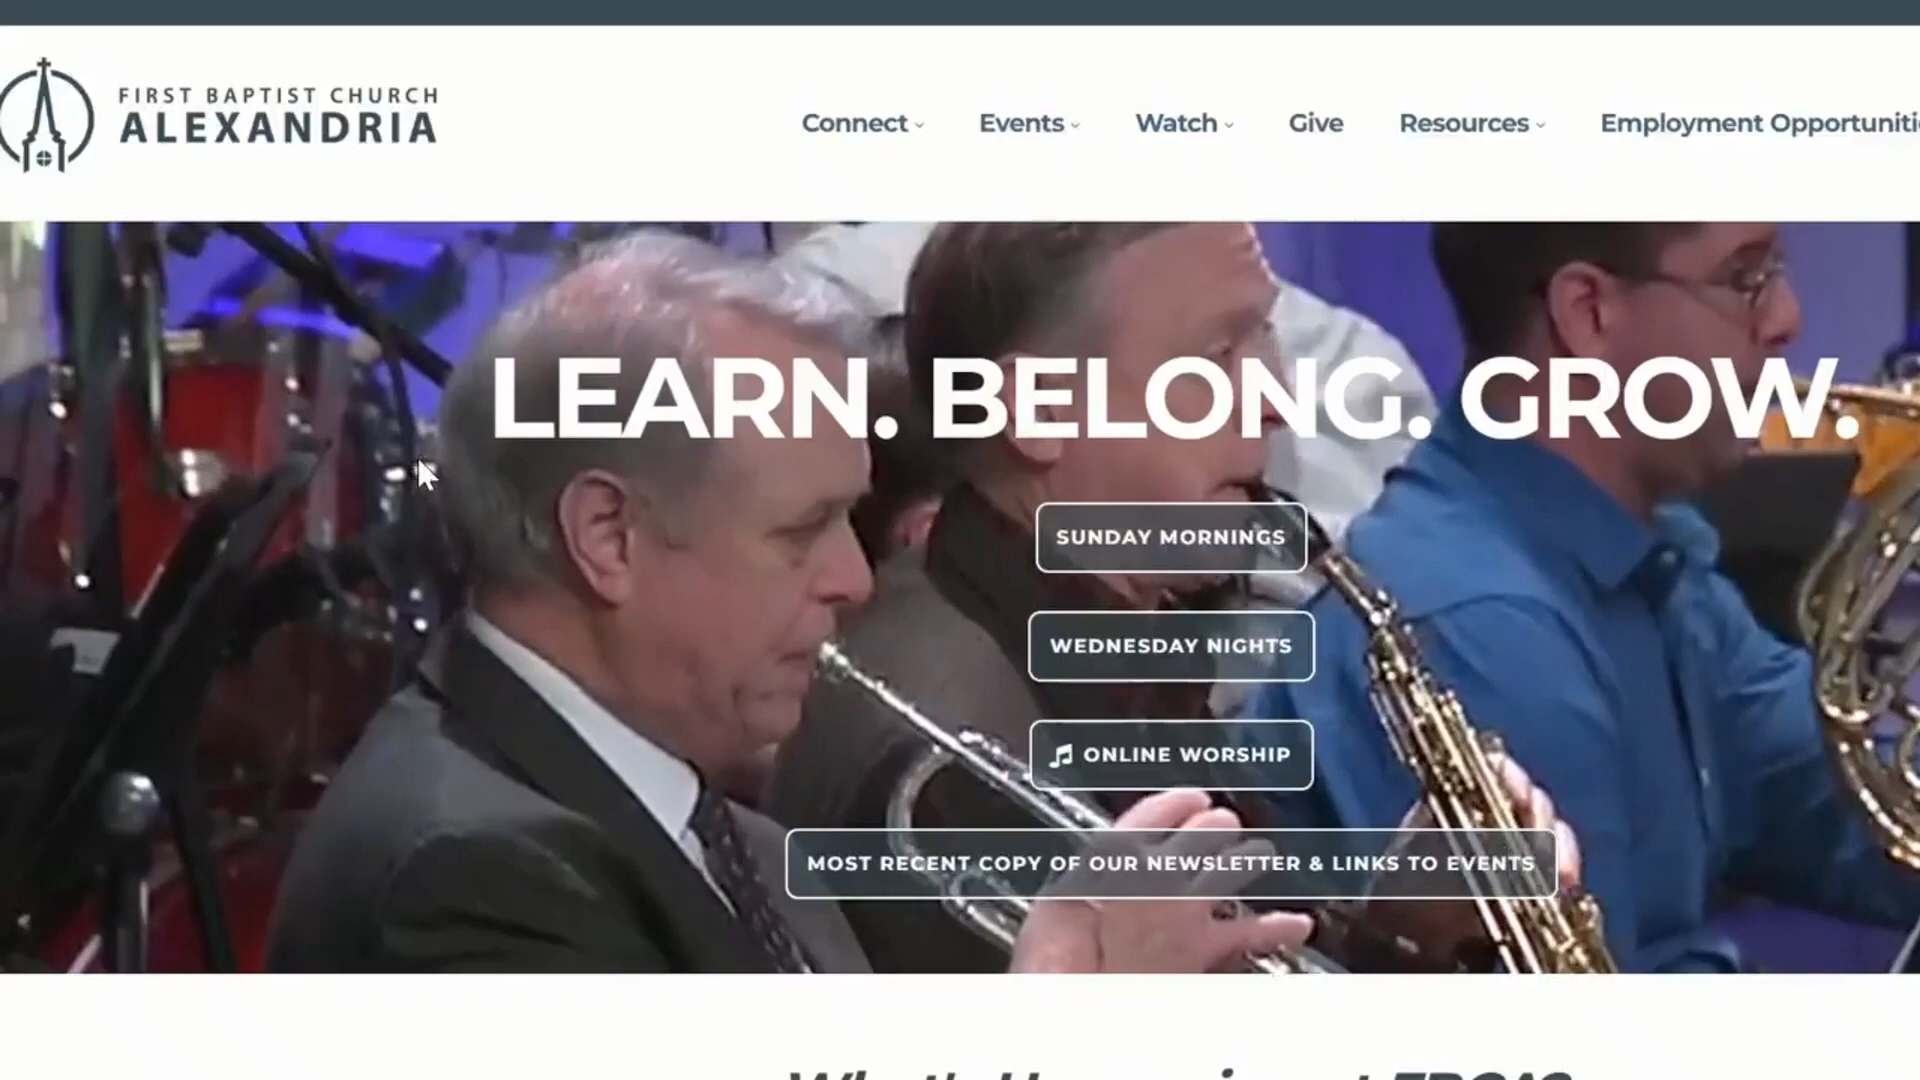 FIRST BAPTIST CHURCH
ALEXANDRIA
Connect
Events
Watch
Give
Resources
Employment
LEARN. BELONG. GROW.
SUNDAY MORNINGS
WEDNESDAY NIGHTS
ONLINE WORSHIP
MOST RECENT COPY OF OUR NEWSLETTER & LINKS TO EVENTS